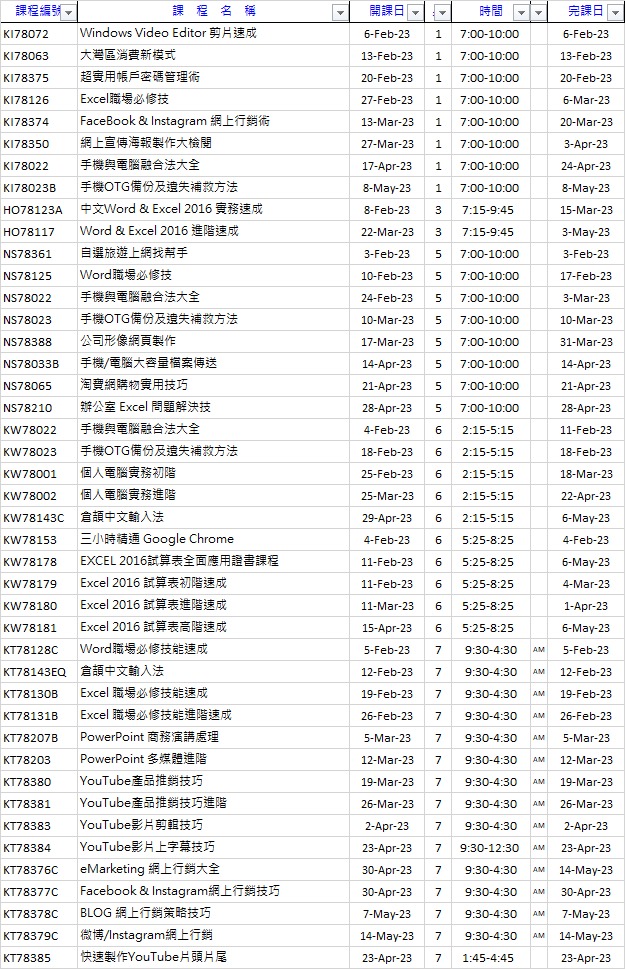 課程編號 課 程 名 稱 開課日 時間 完課日
KI78072 Windows Video Editor 剪片速成 6-Feb-23 1 7:00-10:00 6-Feb-23
KI78063 大灣區消費新模式 13-Feb-23 1 7:00-10:00 13-Feb-23
KI78375 超實用帳戶密碼管理術 20-Feb-23 1 7:00-10:00 20-Feb-23
KI78126 Excel職場必修技 27-Feb-23 1 7:00-10:00 6-Mar-23
KI78374 FaceBook & Instagram 網上行銷術 13-Mar-23 1 7:00-10:00 20-Mar-23
KI78350 網上宣傳海報製作大檢閱 27-Mar-23 1 7:00-10:00 3-Apr-23
KI78022 手機與電腦融合法大全 17-Apr-23 1 7:00-10:00 24-Apr-23
KI78023B 手機OTG備份及遺失補救方法 8-May-23 1 7:00-10:00 8-May-23
HO78123A 中文Word & Excel 2016 實務速成 8-Feb-23 3 7:15-9:45 15-Mar-23
HO78117 Word & Excel 2016 進階速成 22-Mar-23 3 7:15-9:45 3-May-23
NS78361 自選旅遊上網找幫手 3-Feb-23 5 7:00-10:00 3-Feb-23
NS78125 Word職場必修技 10-Feb-23 5 7:00-10:00 17-Feb-23
NS78022 手機與電腦融合法大全 24-Feb-23 5 7:00-10:00 3-Mar-23
NS78023 手機OTG備份及遺失補救方法 10-Mar-23 5 7:00-10:00 10-Mar-23
NS78388 公司形像網頁製作 17-Mar-23 5 7:00-10:00 31-Mar-23
NS78033B 手機/電腦大容量檔案傳送 14-Apr-23 5 7:00-10:00 14-Apr-23
NS78065 淘寶網購物實用技巧 21-Apr-23 5 7:00-10:00 21-Apr-23
NS78210 辦公室 Excel 問題解決技 28-Apr-23 5 7:00-10:00 28-Apr-23
KW78022 手機與電腦融合法大全 4-Feb-23 6 2:15-5:15 11-Feb-23
KW78023 手機OTG備份及遺失補救方法 18-Feb-23 6 2:15-5:15 18-Feb-23
KW78001 個人電腦實務初階 25-Feb-23 6 2:15-5:15 18-Mar-23
KW78002 個人電腦實務進階 25-Mar-23 6 2:15-5:15 22-Apr-23
KW78143C 倉頡中文輸入法 29-Apr-23 6 2:15-5:15 6-May-23
KW78153 三小時精通 Google Chrome 4-Feb-23 6 5:25-8:25 4-Feb-23
KW78178 EXCEL 2016試算表全面應用證書課程 11-Feb-23 6 5:25-8:25 6-May-23
KW78179 Excel 2016 試算表初階速成 11-Feb-23 6 5:25-8:25 4-Mar-23
KW78180 Excel 2016 試算表進階速成 11-Mar-23 6 5:25-8:25 1-Apr-23
KW78181 Excel 2016 試算表高階速成 15-Apr-23 6 5:25-8:25 6-May-23
KT78128C Word職場必修技能速成 5-Feb-23 7 9:30-4:30 AM 5-Feb-23
KT78143EQ 倉頡中文輸入法 12-Feb-23 7 9:30-4:30 AM 12-Feb-23
KT78130B Excel 職場必修技能速成 19-Feb-23 7 9:30-4:30 AM 19-Feb-23
KT78131B Excel 職場必修技能進階速成 26-Feb-23 7 9:30-4:30 AM 26-Feb-23
KT78207B PowerPoint 商務演講處理 5-Mar-23 7 9:30-4:30 AM 5-Mar-23
KT78203 PowerPoint 多媒體進階 12-Mar-23 7 9:30-4:30 AM 12-Mar-23
KT78380 YouTube產品推銷技巧 19-Mar-23 7 9:30-4:30 AM 19-Mar-23
KT78381 YouTube產品推銷技巧進階 26-Mar-23 7 9:30-4:30 AM 26-Mar-23
KT78383 YouTube影片剪輯技巧 2-Apr-23 7 9:30-4:30 AM 2-Apr-23
KT78384 YouTube影片上字幕技巧 23-Apr-23 7 9:30-12:30 AM 23-Apr-23
KT78376C eMarketing 網上行銷大全 30-Apr-23 7 9:30-4:30 AM 14-May-23
KT78377C Facebook & Instagram網上行銷技巧 30-Apr-23 7 9:30-4:30 AM 30-Apr-23
KT78378C BLOG 網上行銷策略技巧 7-May-23 7 9:30-4:30 AM 7-May-23
KT78379C 微博/Instagram網上行銷 14-May-23 7 9:30-4:30 AM 14-May-23
KT78385 快速製作YouTube片頭片尾 23-Apr-23 7 1:45-4:45 23-Apr-23